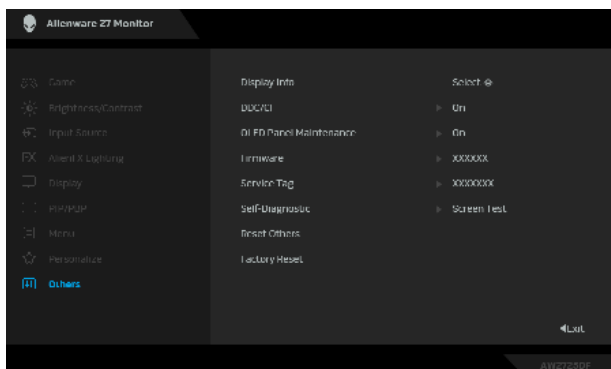 Alienware 27 Monitor
Game
Brightness/Contrast
Input Source
AlienFX Lighting
Display
PIP/PBP
Menu
Personalize
Others
Display Info Select
DDC/CI On
OLED Panel Maintenance On
Firmware XXXXXX
Service Tag XXXXXXX
Self-Diagnostic Screen Test
Reset Others
Factory Reset
Exit
AW2725DF